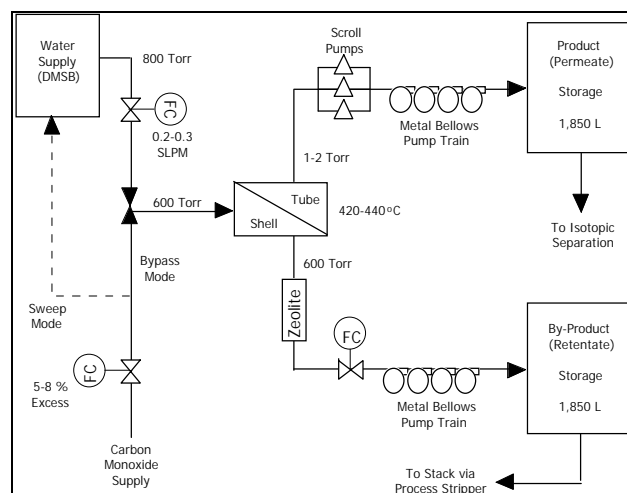 Water
Supply
(DMSB)
800 Torr
FC
0.2-0.3
SLPM
600 Torr
Bypass
Mode
Sweep
Mode
FC
5-8 %
Excess
Carbon
Monoxide
Supply
Tube
Shell
420-440°C
1-2 Torr
Scroll
Pumps
Metal Bellows
Pump Train
Product
(Permeate)
Storage
1,850 L
To Isotopic
Separation
600 Torr
Zeolite
FC
Metal Bellows
Pump Train
By-Product
(Retentate)
Storage
1,850 L
To Stack via
Process Stripper